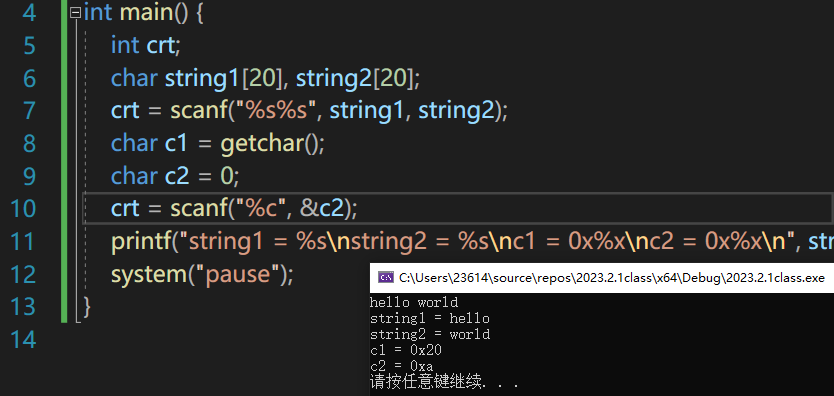 4 int main() {
5 int crt;
6 char string1[20], string2[20];
7 crt = scanf("%s%s", string1, string2);
8 char c1 = getchar();
9 char c2 = 0;
10 crt = scanf("%c", &c2);
11 printf("string1 = %s\nstring2 = %s\nc1 = 0x%x\nc2 = 0x%x\n", str
12 system("pause");
13 }
14
C:\Users\23614\source\repos\2023.2.1class\x64\Debug\2023.2.1class.exe
hello world
string1 = hello
string2 = world
c1 = 0x20
c2 = 0xa
请按任意键继续. . .